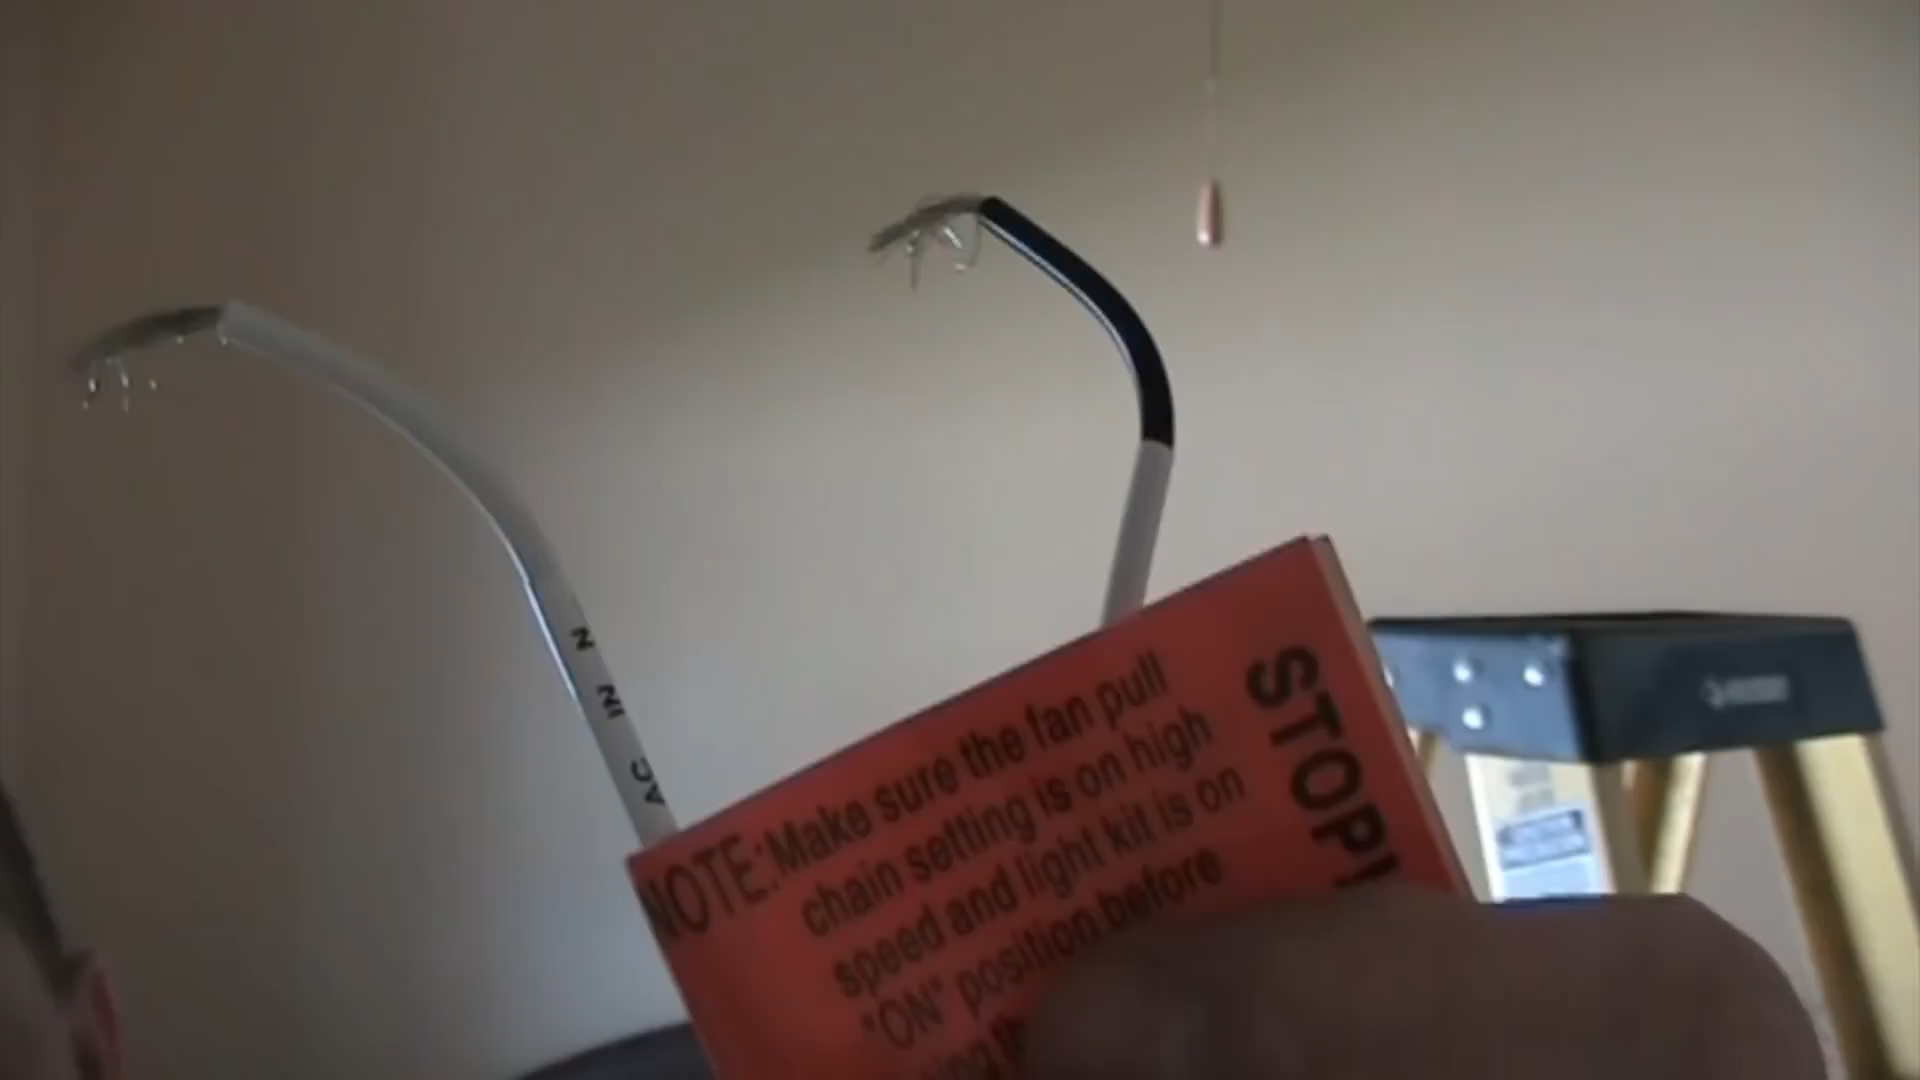 AC IN N
NOTE: Make sure the fan pull
chain setting is on high
speed and light kit is on
"ON" position before
STOP!